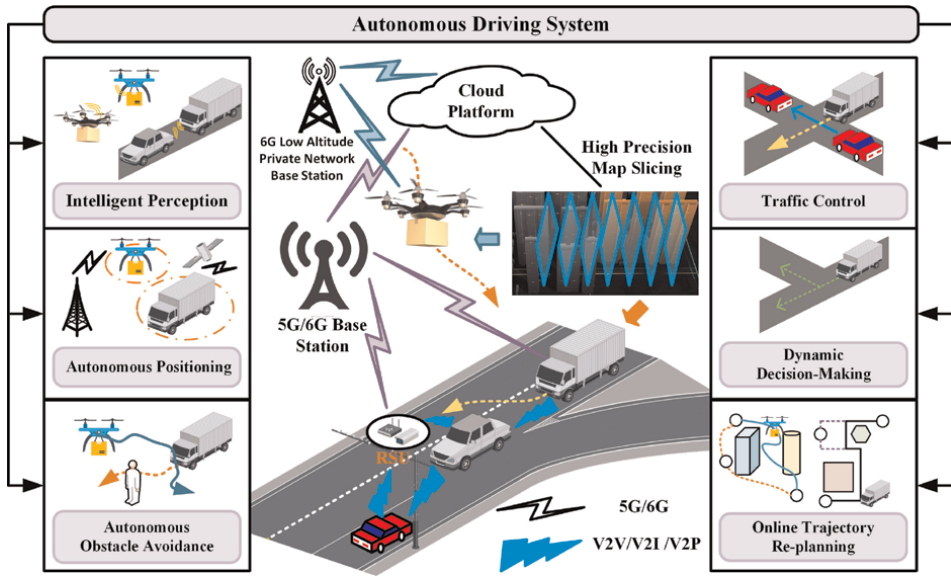 Autonomous Driving System
Intelligent Perception
Autonomous Positioning
Autonomous
Obstacle Avoidance
6G Low Altitude
Private Network
Base Station
Cloud
Platform
High Precision
Map Slicing
5G/6G Base
Station
RSU
5G/6G
V2V/V2I /V2P
Traffic Control
Dynamic
Decision-Making
Online Trajectory
Re-planning